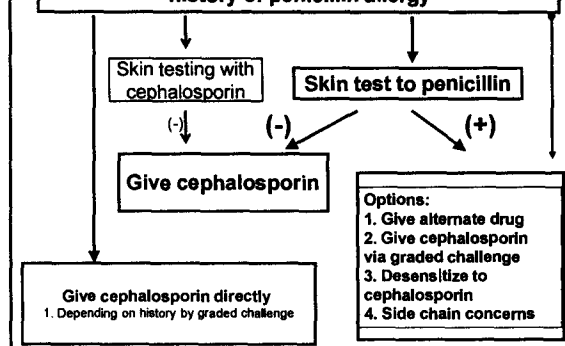 history of penicillin allergy
Skin testing with
cephalosporin
Skin test to penicillin
(-)
(-)
(+)
Give cephalosporin
Options:
1. Give alternate drug
2. Give cephalosporin
via graded challenge
3. Desensitize to
cephalosporin
4. Side chain concerns
Give cephalosporin directly
1. Depending on history by graded challenge